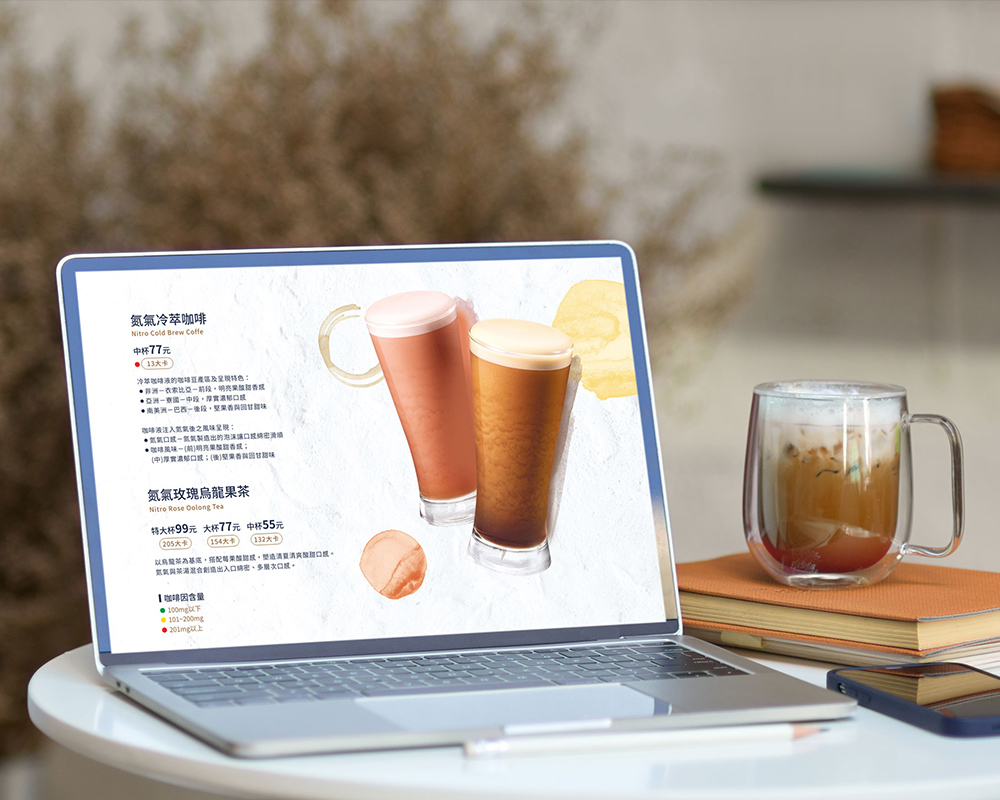 氮氣冷萃咖啡
Nitro Cold Brew Coffe
中杯77元
13大卡
冷萃咖啡液的咖啡豆產區及呈現特色：
●非洲－衣索比亞－前段，明亮果酸甜香感
●亞洲－寮國－中段，厚實濃郁口感
●南美洲－巴西－後段，堅果香與回甘甜味
咖啡液注入氮氣後之風味呈現：
●氮氣口感－氮氣製造出的泡沫讓口感綿密滑順
●咖啡風味－(前)明亮果酸甜香感；
(中)厚實濃郁口感；(後)堅果香與回甘甜味
氮氣玫瑰烏龍果茶
Nitro Rose Oolong Tea
特大杯99元 大杯77元 中杯55元
205大卡 154大卡 132大卡
以烏龍茶為基底，搭配莓果酸甜感，塑造清夏清爽酸甜口感。
氮氣與茶湯混合創造出入口綿密、多層次口感。
咖啡因含量
100mg以下
101~200mg
201mg以上